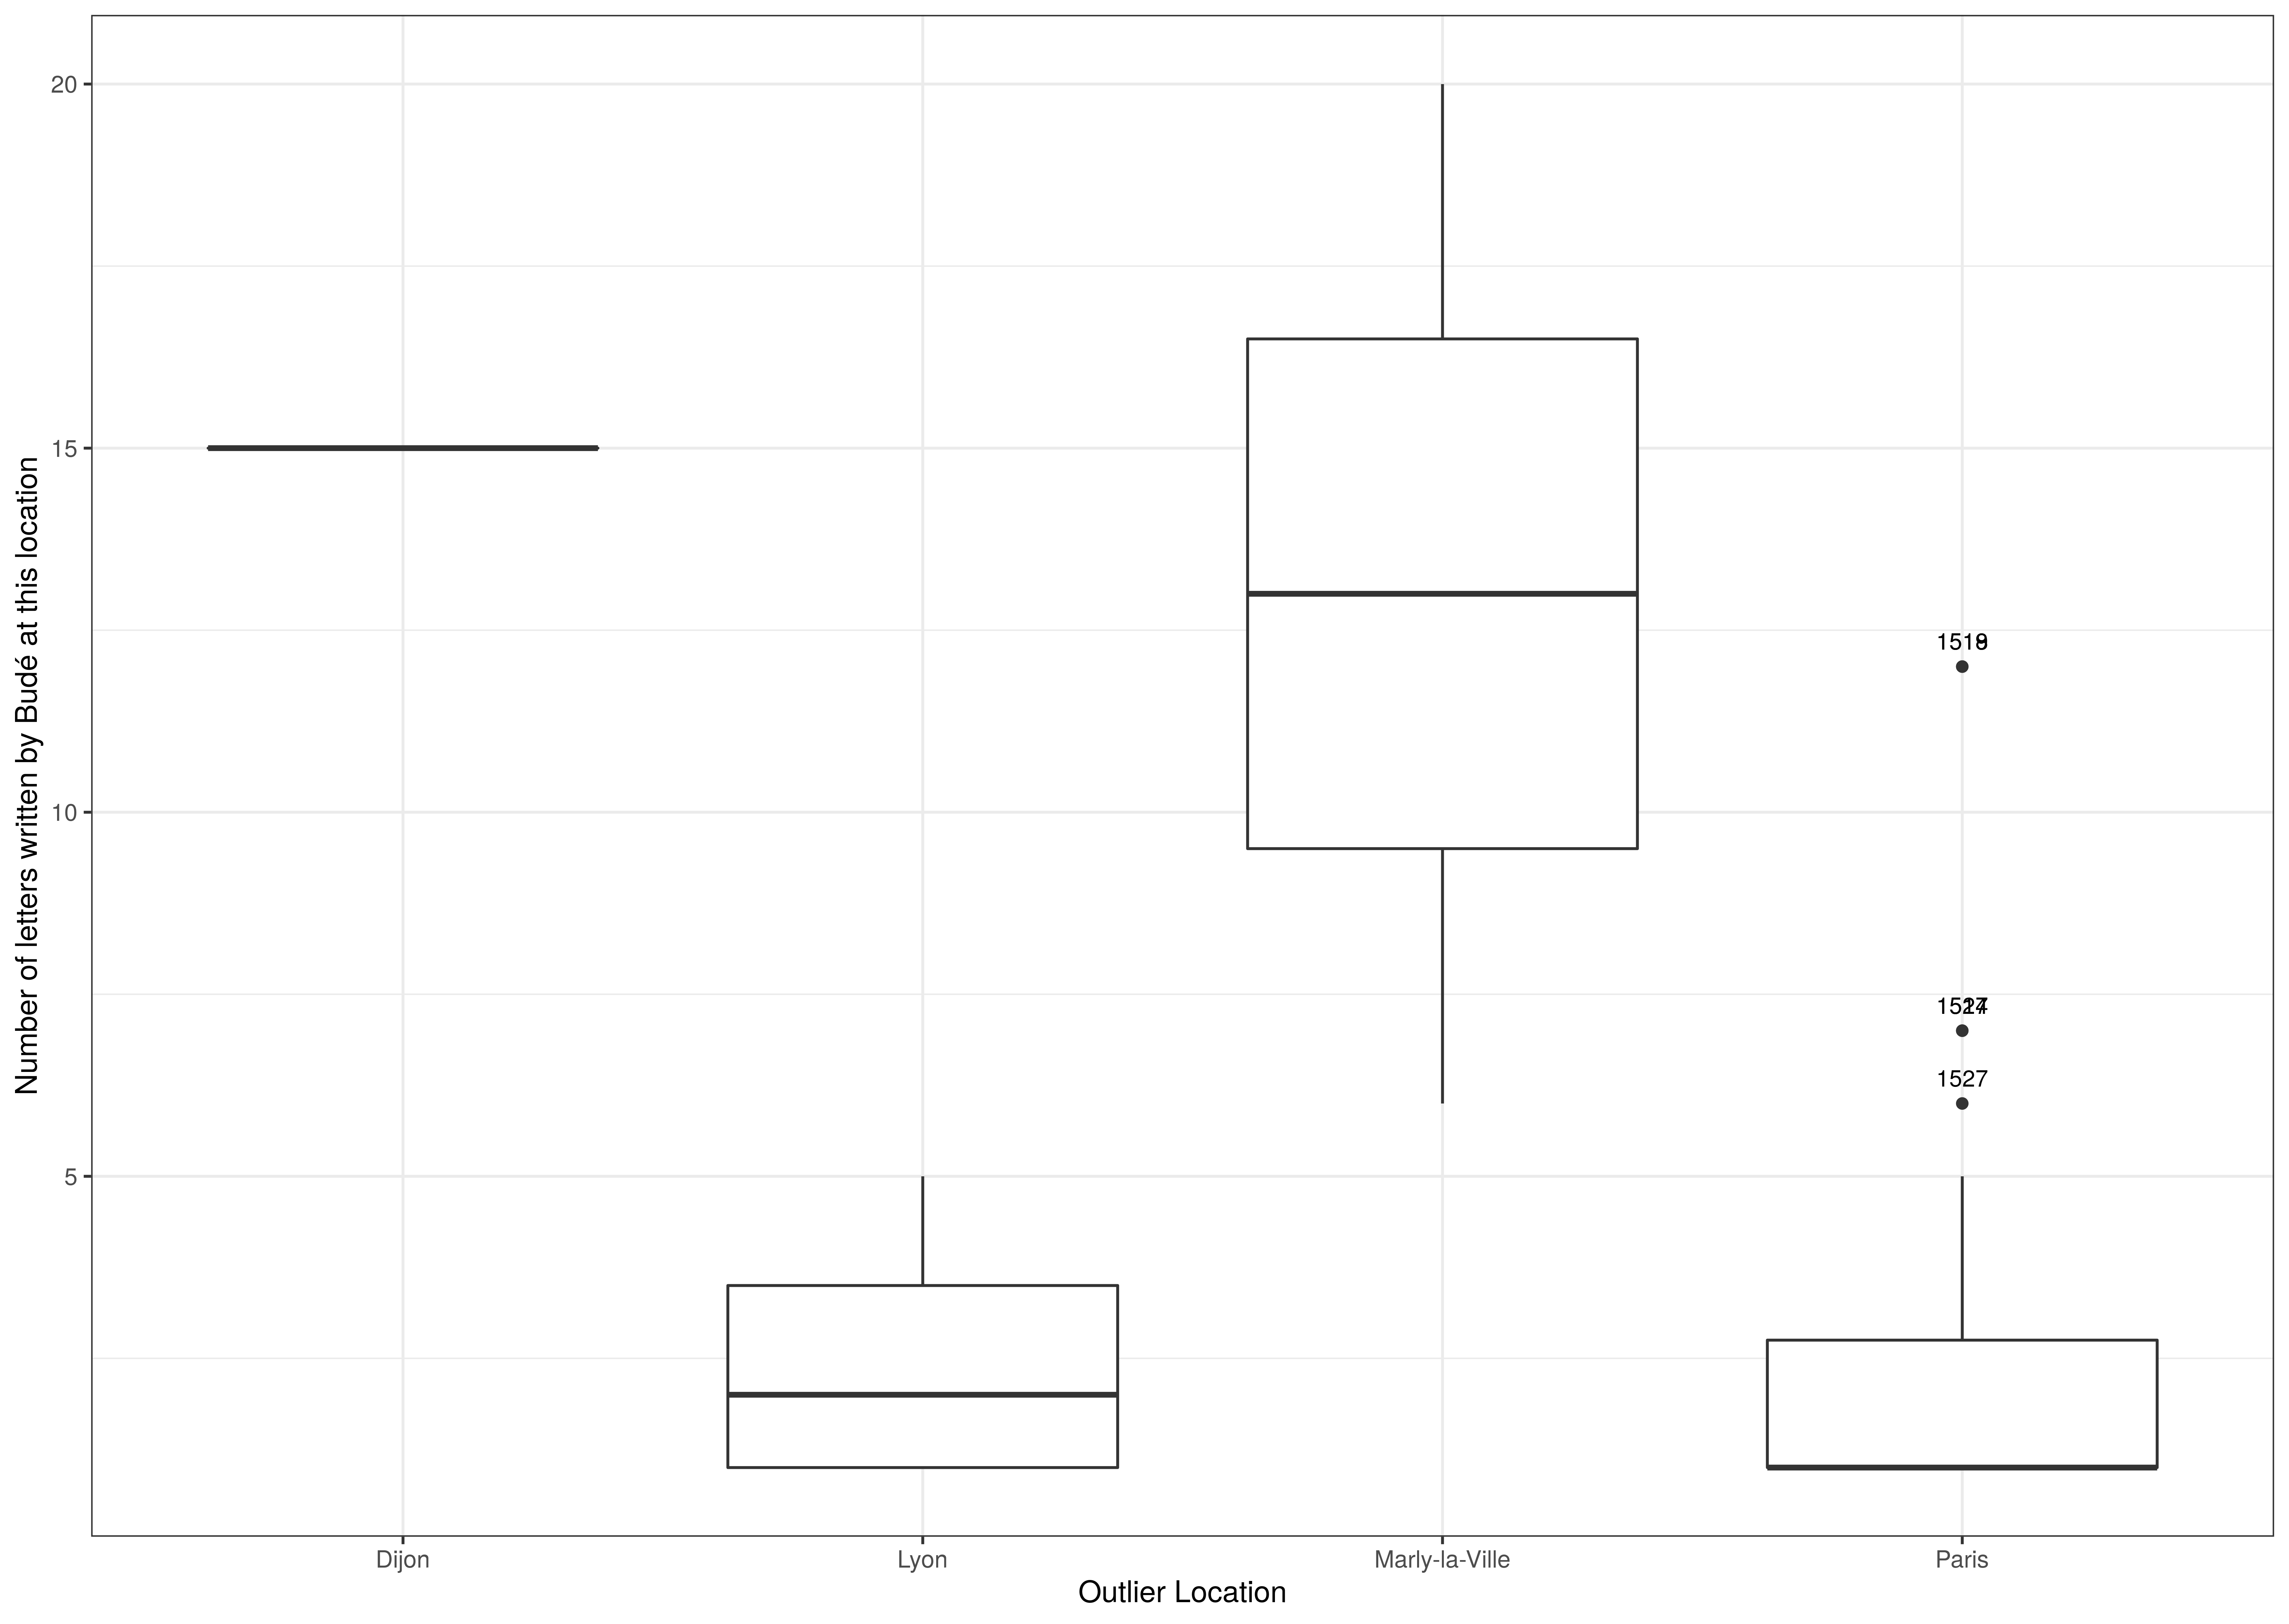 Number of letters written by Budé at this location
20
15
10
5
1527
Dijon Lyon Marly-la-Ville Paris
Outlier Location